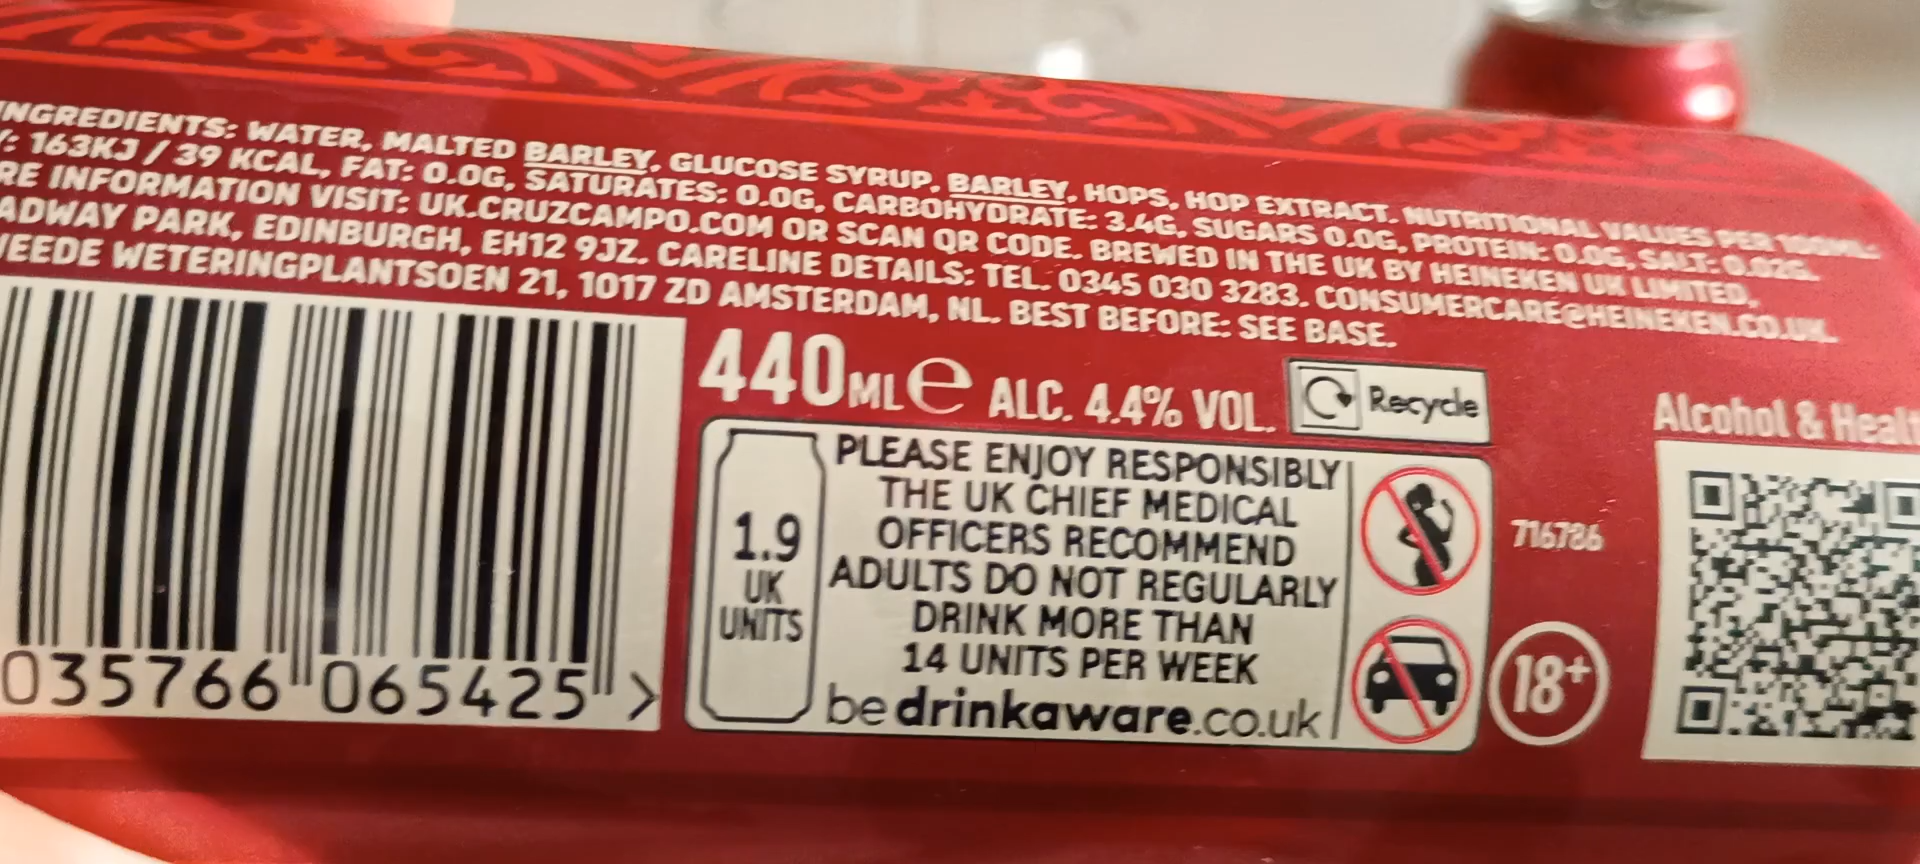 INGREDIENTS: WATER, MALTED BARLEY, GLUCOSE SYRUP, BARLEY, HOPS, HOP EXTRACT. NUTRITIONAL VALUES PER 100ML:
: 163KJ / 39 KCAL, FAT: 0.0G, SATURATES: 0.0G, CARBOHYDRATE: 3.4G, SUGARS 0.0G, PROTEIN: 0.0G, SALT: 0.02G.
RE INFORMATION VISIT: UK.CRUZCAMPO.COM OR SCAN QR CODE. BREWED IN THE UK BY HEINEKEN UK LIMITED,
ADWAY PARK, EDINBURGH, EH12 9JZ. CARELINE DETAILS: TEL. 0345 030 3283. CONSUMERCARE@HEINEKEN.CO.UK.
WEEDE WETERINGPLANTSOEN 21, 1017 ZD AMSTERDAM, NL. BEST BEFORE: SEE BASE.
440ML e ALC. 4.4% VOL.
Recycle
Alcohol & Healt
1.9
UK
UNITS
PLEASE ENJOY RESPONSIBLY
THE UK CHIEF MEDICAL
OFFICERS RECOMMEND
ADULTS DO NOT REGULARLY
DRINK MORE THAN
14 UNITS PER WEEK
bedrinkaware.co.uk
716786
18+
035766 065425 >